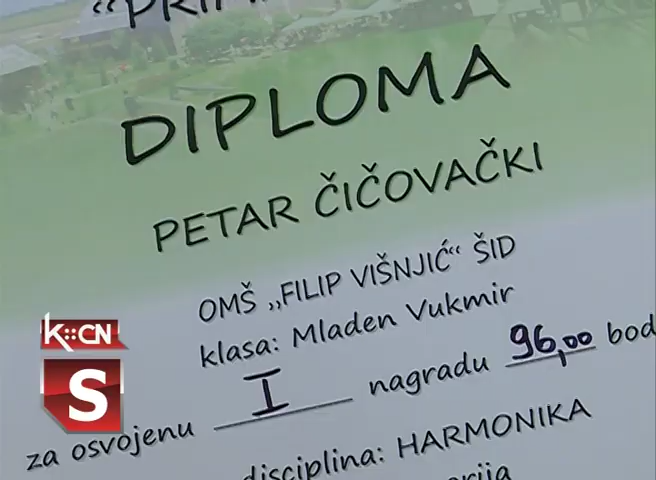 DIPLOMA
PETAR ČIČOVAČKI
OMŠ „FILIP VIŠNJIĆ“ ŠID
klasa: Mladen Vukmir
za osvojenu I nagradu 96,00 bod
disciplina: HARMONIKA
K::CN
S